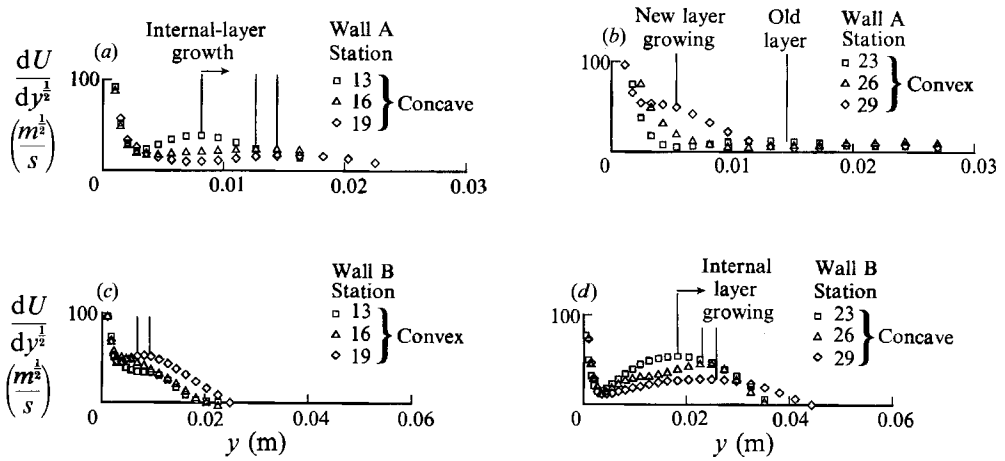 (a)
Internal-layer
growth
Wall A
Station
□ 13
△ 16
◇ 19
} Concave
dU
dy^{1/2}
(m^{1/2}/s)
100
0
0.01
0.02
0.03
(b)
New layer
growing
Old
layer
Wall A
Station
□ 23
△ 26
◇ 29
} Convex
100
0
0.01
0.02
0.03
(c)
Wall B
Station
□ 13
△ 16
◇ 19
} Convex
dU
dy^{1/2}
(m^{1/2}/s)
100
0
0.02
0.04
0.06
y (m)
(d)
Internal
layer
growing
Wall B
Station
□ 23
△ 26
◇ 29
} Concave
100
0
0.02
0.04
0.06
y (m)